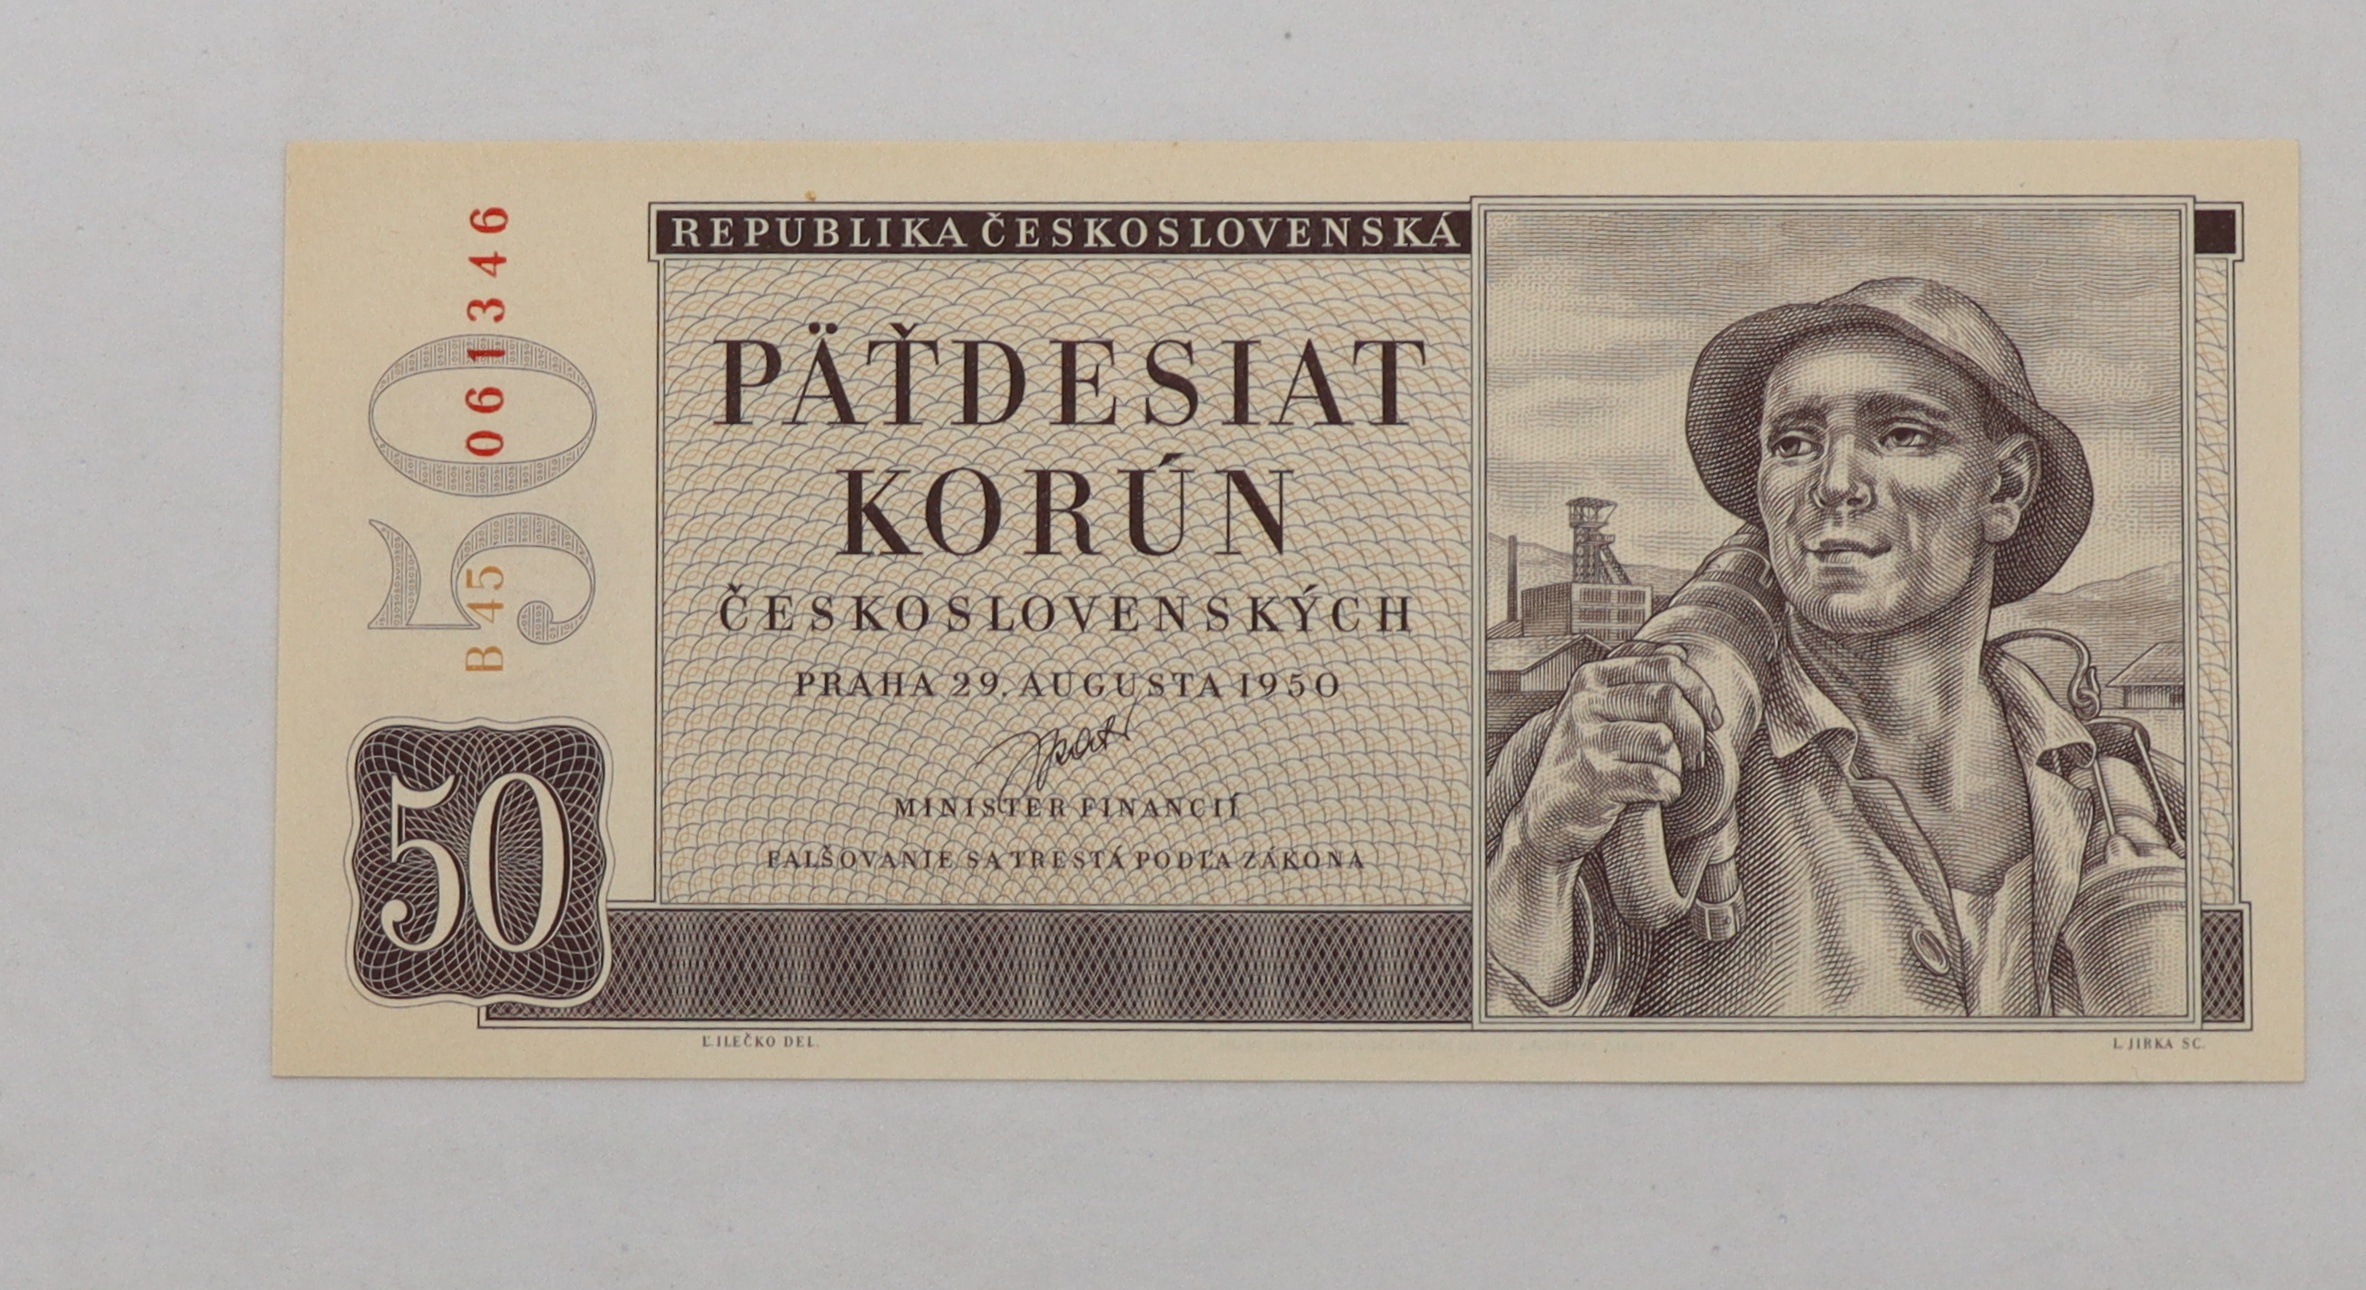 REPUBLIKA ČESKOSLOVENSKÁ
PÄŤDESIAT
KORÚN
ČESKOSLOVENSKÝCH
PRAHA 29. AUGUSTA 1950
MINISTER FINANCIÍ
FALŠOVANIE SA TRESTÁ PODĽA ZÁKONA
B 45 061346
50
50
Ľ. ILEČKO DEL.
L. JIRKA SC.